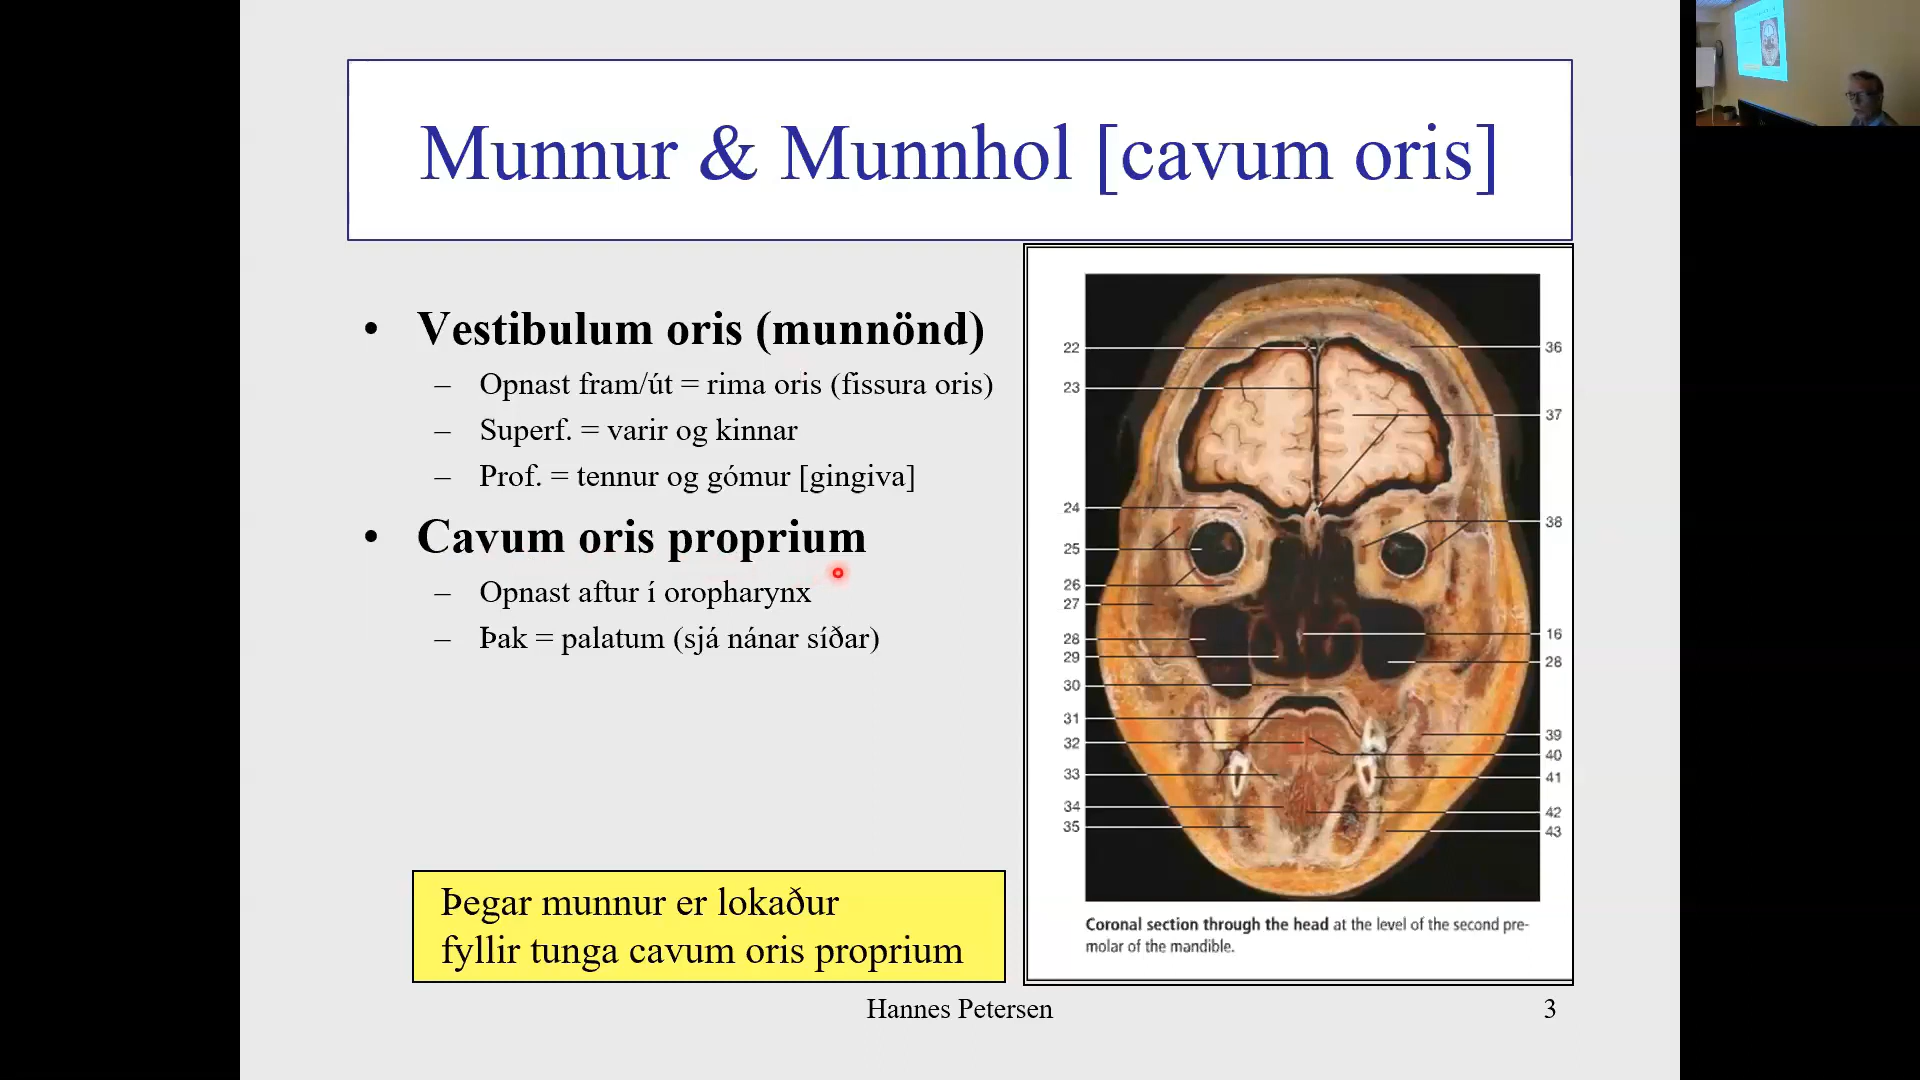 Munnur & Munnhol [cavum oris]
• Vestibulum oris (munnönd)
– Opnast fram/út = rima oris (fissura oris)
– Superf. = varir og kinnar
– Prof. = tennur og gómur [gingiva]
• Cavum oris proprium
– Opnast aftur í oropharynx
– Þak = palatum (sjá nánar síðar)
Þegar munnur er lokaður
fyllir tunga cavum oris proprium
22
23
24
25
26
27
28
29
30
31
32
33
34
35
36
37
38
16
28
39
40
41
42
43
Coronal section through the head at the level of the second pre-
molar of the mandible.
Hannes Petersen
3